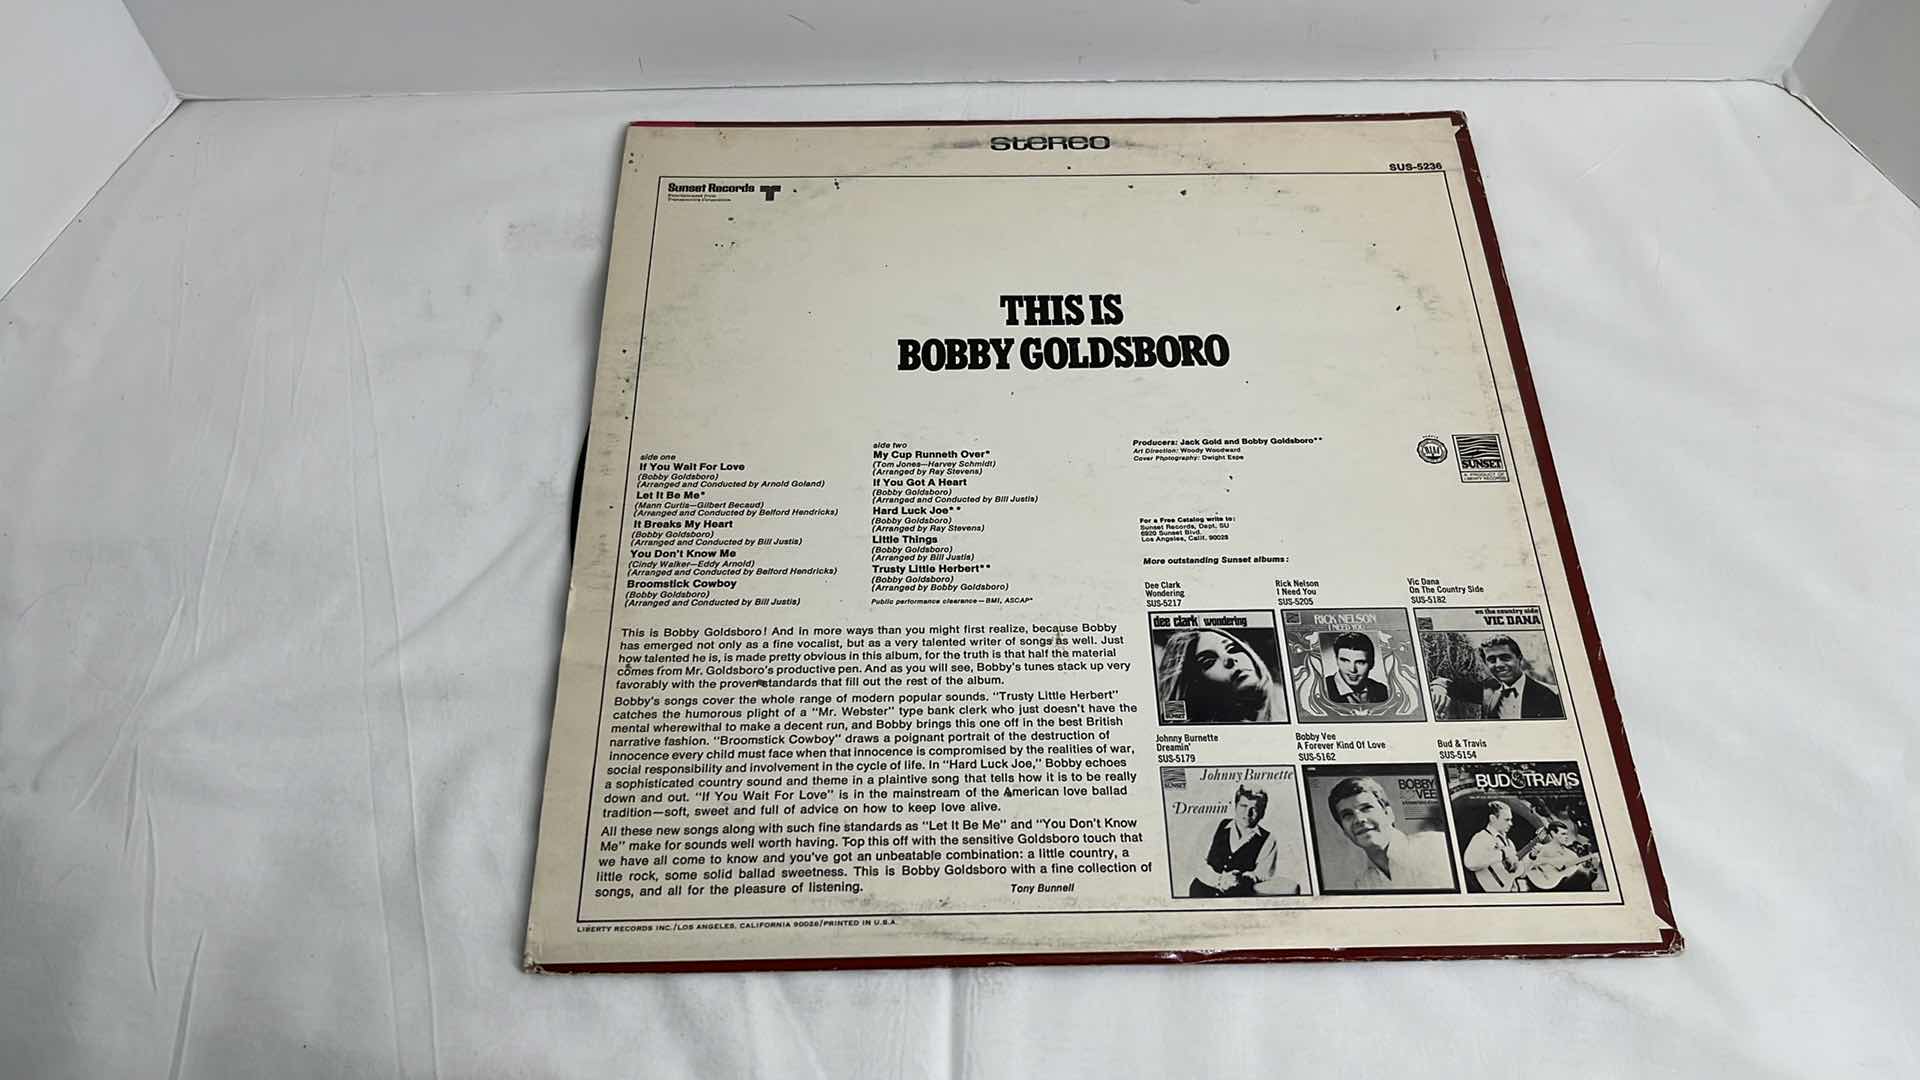 STEREO
SUS-5236
Sunset Records
Entertainment from
Transamerica Corporation
THIS IS
BOBBY GOLDSBORO
side one
If You Wait For Love
(Bobby Goldsboro)
(Arranged and Conducted by Arnold Goland)
Let It Be Me*
(Mann Curtis—Gilbert Becaud)
(Arranged and Conducted by Belford Hendricks)
It Breaks My Heart
(Bobby Goldsboro)
(Arranged and Conducted by Bill Justis)
You Don't Know Me
(Cindy Walker—Eddy Arnold)
(Arranged and Conducted by Belford Hendricks)
Broomstick Cowboy
(Bobby Goldsboro)
(Arranged and Conducted by Bill Justis)
side two
My Cup Runneth Over*
(Tom Jones—Harvey Schmidt)
(Arranged by Ray Stevens)
If You Got A Heart
(Bobby Goldsboro)
(Arranged and Conducted by Bill Justis)
Hard Luck Joe**
(Bobby Goldsboro)
(Arranged by Ray Stevens)
Little Things
(Bobby Goldsboro)
(Arranged by Bill Justis)
Trusty Little Herbert**
(Bobby Goldsboro)
(Arranged by Bobby Goldsboro)
Public performance clearance—BMI, ASCAP*
Producers: Jack Gold and Bobby Goldsboro**
Art Direction: Woody Woodward
Cover Photography: Dwight Espe
RIAA
SUNSET
A PRODUCT OF
LIBERTY RECORDS
For a Free Catalog write to:
Sunset Records, Dept. SU
6920 Sunset Blvd.
Los Angeles, Calif. 90028
More outstanding Sunset albums:
Dee Clark
Wondering
SUS-5217
Rick Nelson
I Need You
SUS-5205
Vic Dana
On The Country Side
SUS-5182
dee clark wondering
SUNSET
RICK NELSON
I NEED YOU
on the country side
VIC DANA
Johnny Burnette
Dreamin'
SUS-5179
Bobby Vee
A Forever Kind Of Love
SUS-5162
Bud & Travis
SUS-5154
SUNSET
Johnny Burnette
Dreamin'
BOBBY
VEE
BUD & TRAVIS
This is Bobby Goldsboro! And in more ways than you might first realize, because Bobby
has emerged not only as a fine vocalist, but as a very talented writer of songs as well. Just
how talented he is, is made pretty obvious in this album, for the truth is that half the material
comes from Mr. Goldsboro's productive pen. And as you will see, Bobby's tunes stack up very
favorably with the proven standards that fill out the rest of the album.
Bobby's songs cover the whole range of modern popular sounds. "Trusty Little Herbert"
catches the humorous plight of a "Mr. Webster" type bank clerk who just doesn't have the
mental wherewithal to make a decent run, and Bobby brings this one off in the best British
narrative fashion. "Broomstick Cowboy" draws a poignant portrait of the destruction of
innocence every child must face when that innocence is compromised by the realities of war,
social responsibility and involvement in the cycle of life. In "Hard Luck Joe," Bobby echoes
a sophisticated country sound and theme in a plaintive song that tells how it is to be really
down and out. "If You Wait For Love" is in the mainstream of the American love ballad
tradition—soft, sweet and full of advice on how to keep love alive.
All these new songs along with such fine standards as "Let It Be Me" and "You Don't Know
Me" make for sounds well worth having. Top this off with the sensitive Goldsboro touch that
we have all come to know and you've got an unbeatable combination: a little country, a
little rock, some solid ballad sweetness. This is Bobby Goldsboro with a fine collection of
songs, and all for the pleasure of listening.
Tony Bunnell
LIBERTY RECORDS INC./LOS ANGELES, CALIFORNIA 90028/PRINTED IN U.S.A.